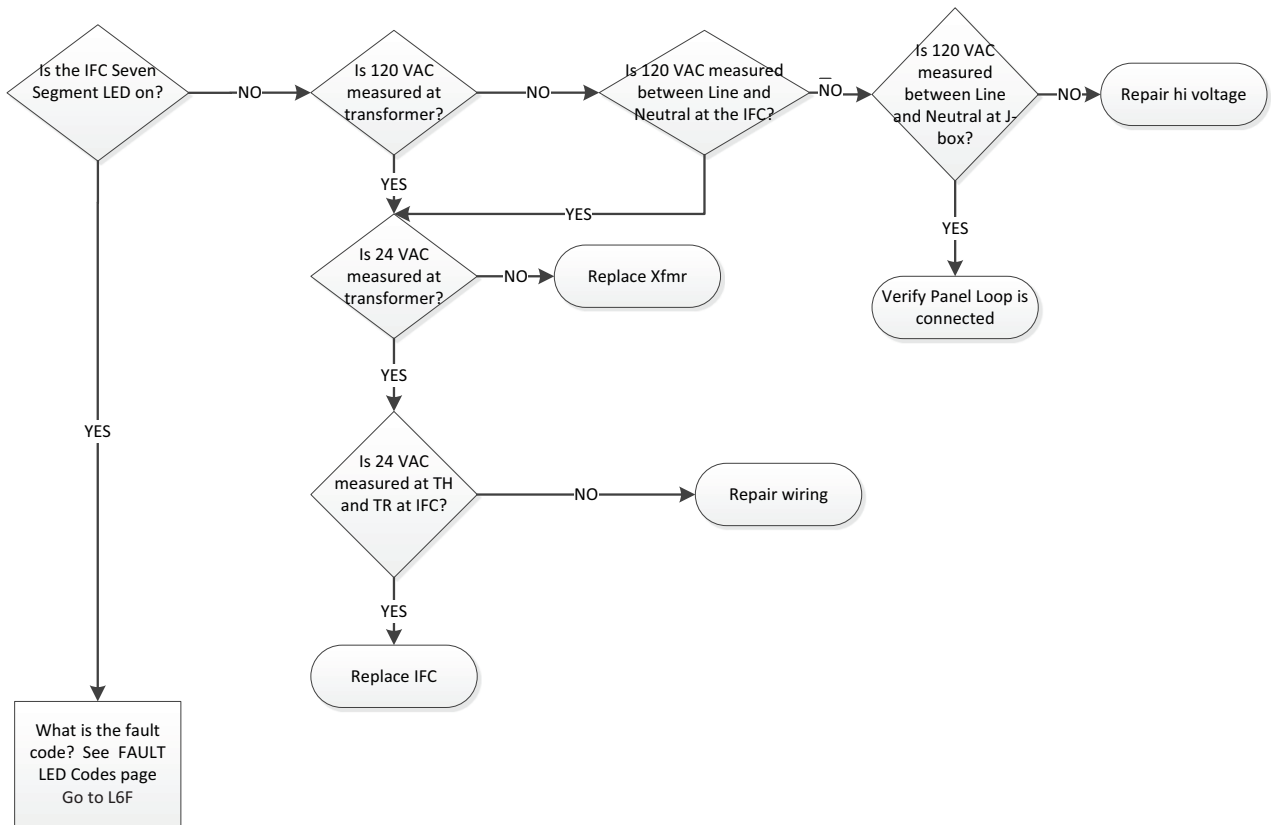 Is the IFC Seven
Segment LED on?
NO
Is 120 VAC
measured at
transformer?
NO
Is 120 VAC measured
between Line and
Neutral at the IFC?
NO
Is 120 VAC
measured
between Line
and Neutral at J-
box?
NO
Repair hi voltage
YES
YES
YES
Is 24 VAC
measured at
transformer?
NO
Replace Xfmr
Verify Panel Loop is
connected
YES
YES
Is 24 VAC
measured at TH
and TR at IFC?
NO
Repair wiring
YES
Replace IFC
What is the fault
code? See FAULT
LED Codes page
Go to L6F